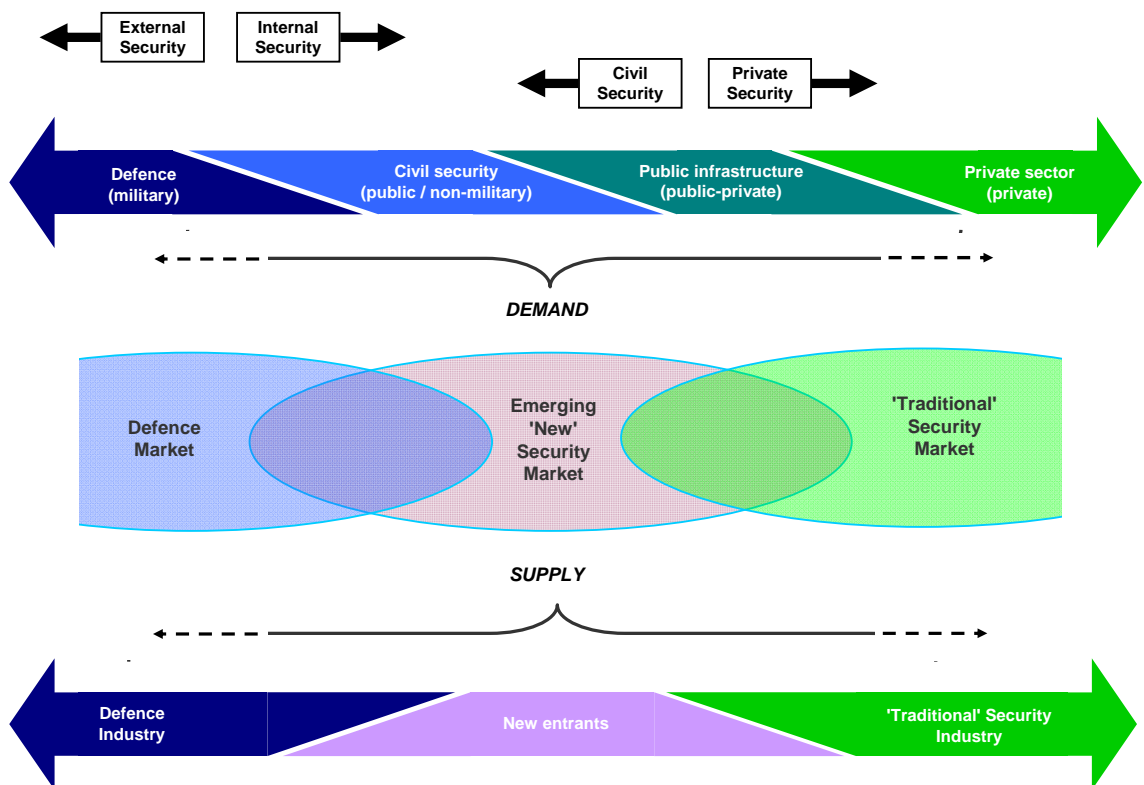 External
Security
Internal
Security
Civil
Security
Private
Security
Defence
(military)
Civil security
(public / non-military)
Public infrastructure
(public-private)
Private sector
(private)
DEMAND
Defence
Market
Emerging
'New'
Security
Market
'Traditional'
Security
Market
SUPPLY
Defence
Industry
New entrants
'Traditional' Security
Industry